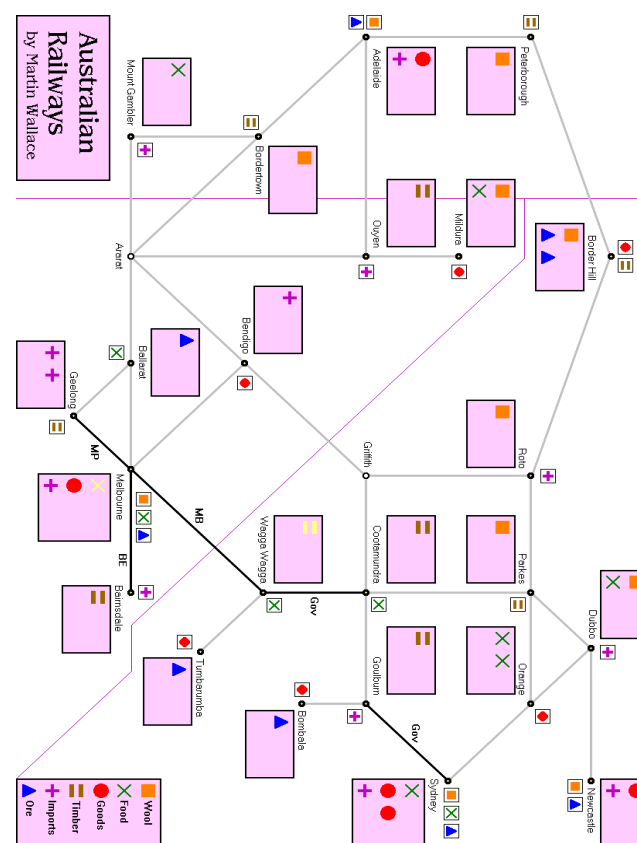 Australian
Railways
by Martin Wallace
Mount Gambler
Adelaide
Peterborough
Bordertown
Ouyen
Mildura
Border Hill
Ararat
Ballarat
Bendigo
Geelong
Griffith
Roto
MP
Melbourne
MB
BE
Wagga Wagga
Cootamundra
Parkes
Gov
Bairnsdale
Dubbo
Tumbarumba
Goulburn
Orange
Bombala
Gov
Sydney
Newcastle
Wool
Food
Goods
Timber
Imports
Ore